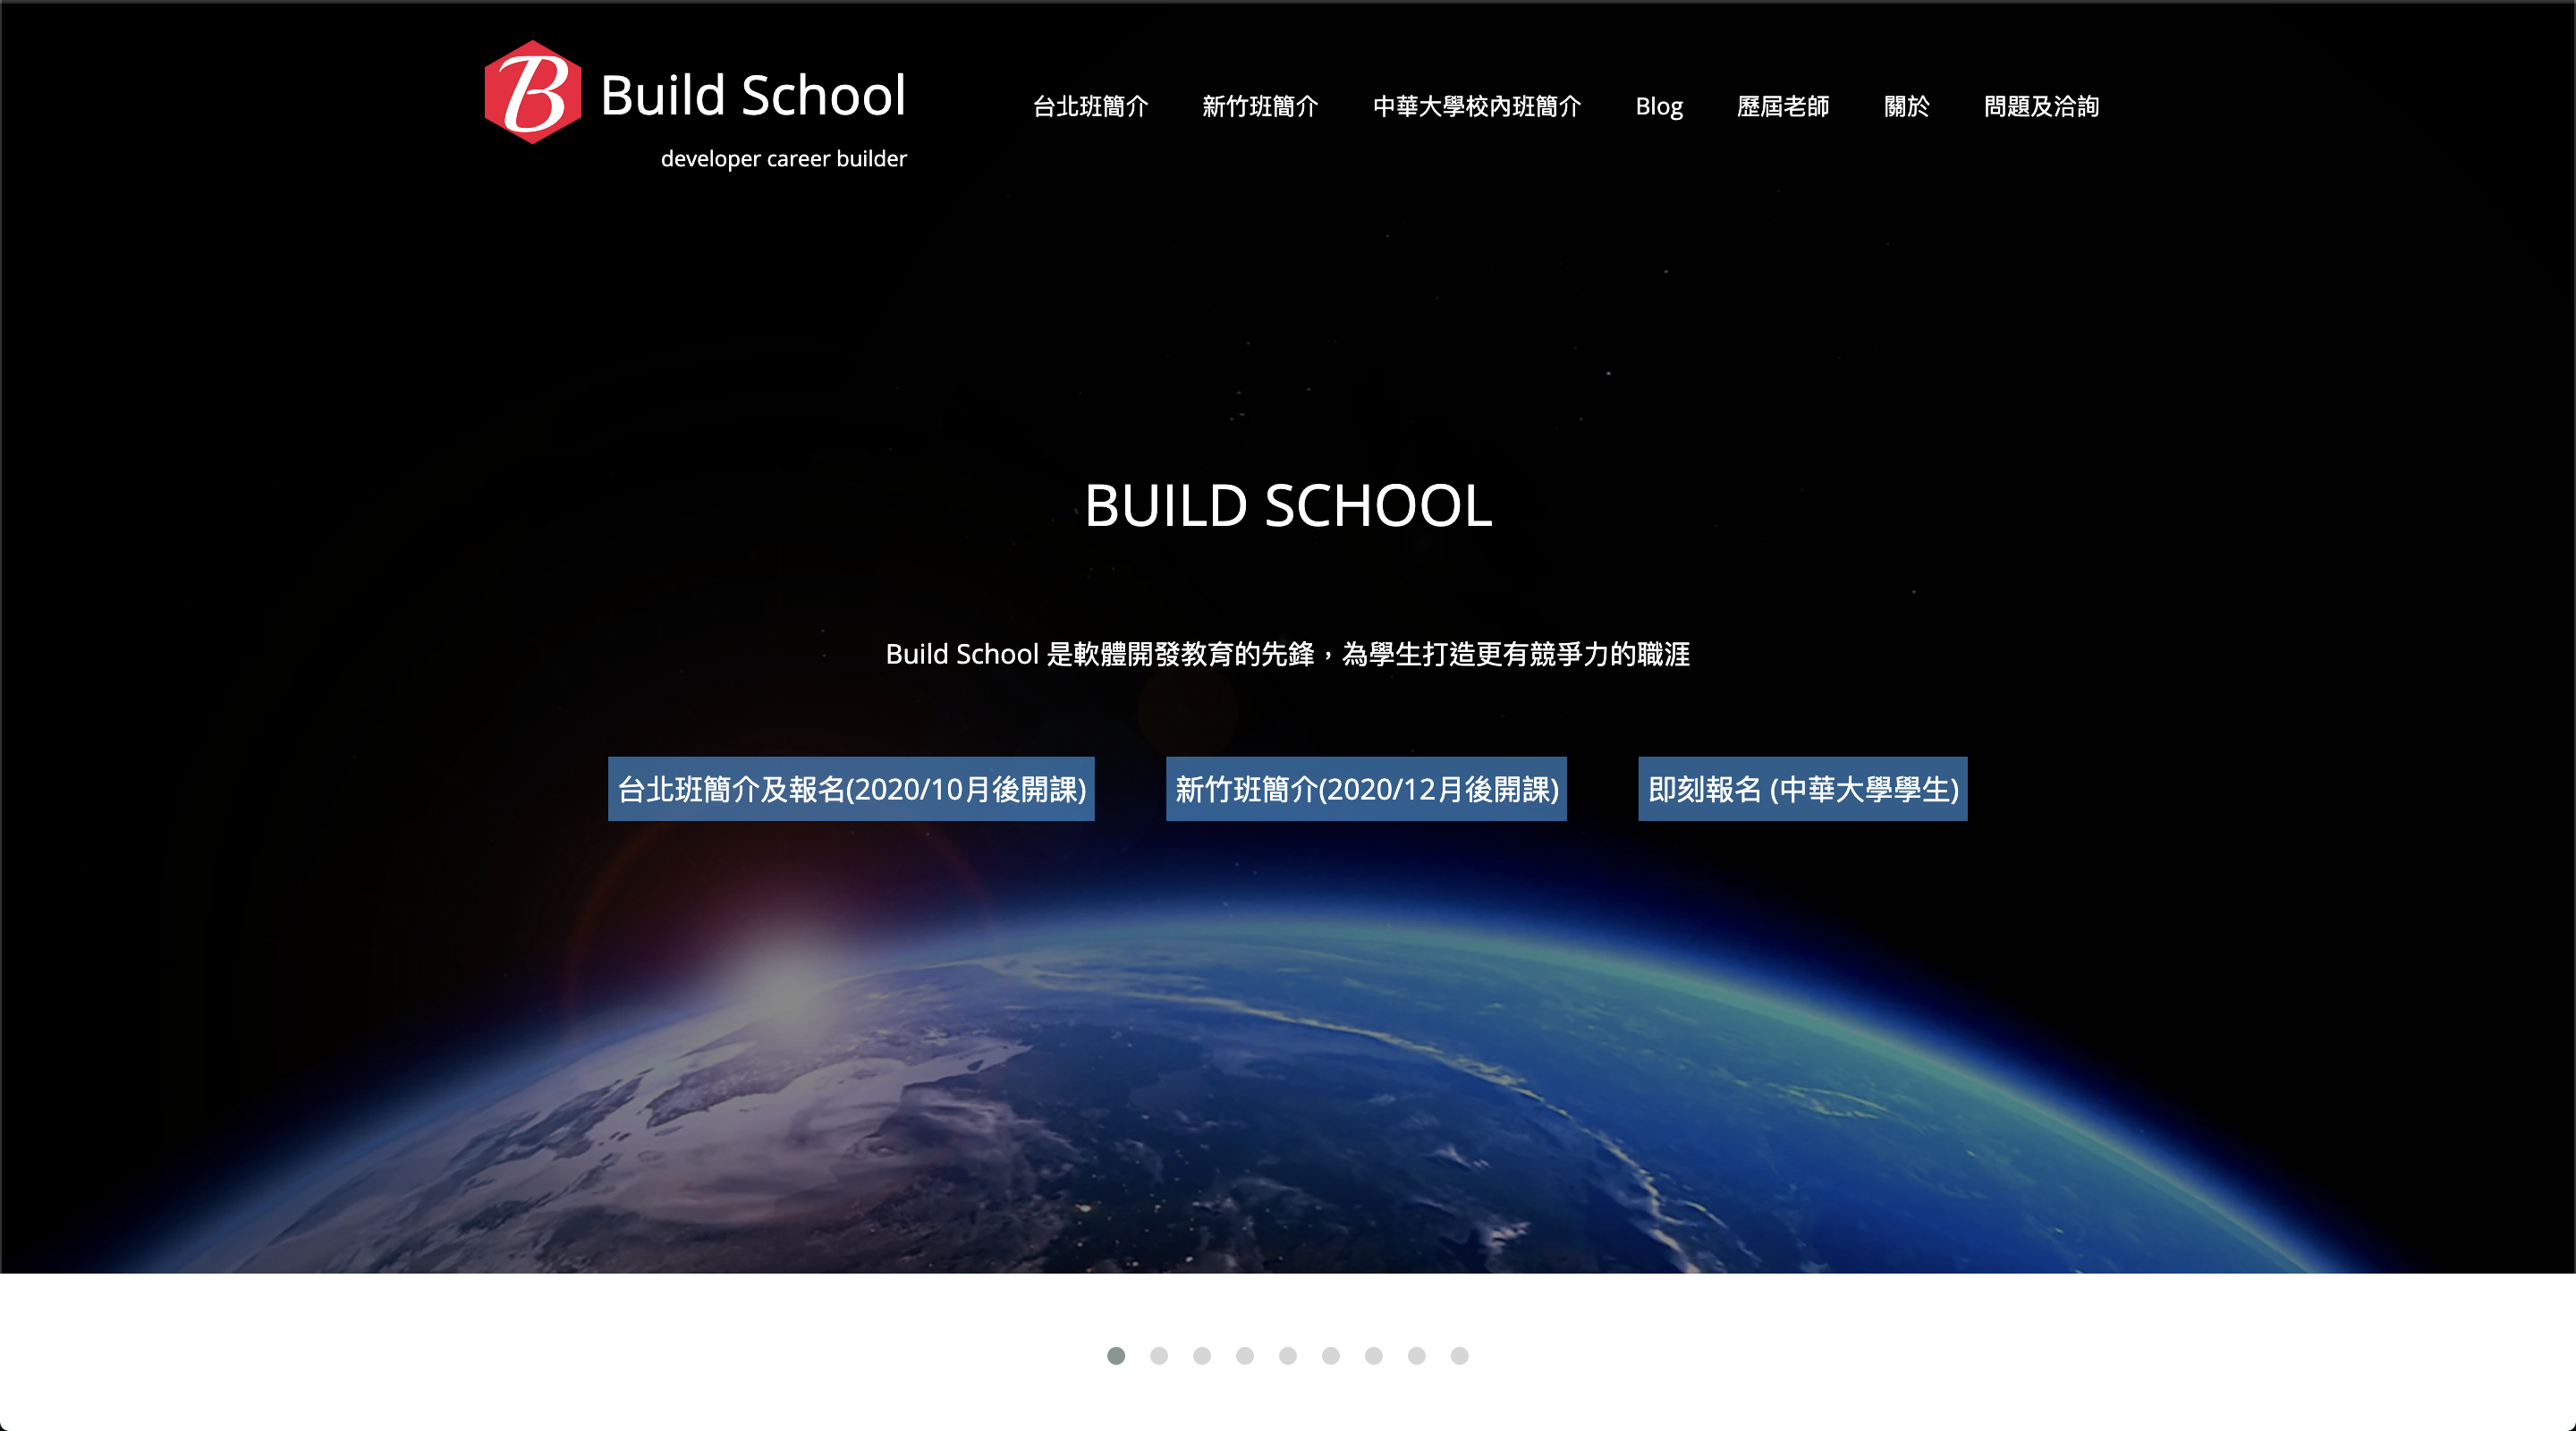 B Build School
developer career builder
台北班簡介 新竹班簡介 中華大學校內班簡介 Blog 歷屆老師 關於 問題及洽詢
BUILD SCHOOL
Build School 是軟體開發教育的先鋒，為學生打造更有競爭力的職涯
台北班簡介及報名(2020/10月後開課) 新竹班簡介(2020/12月後開課) 即刻報名 (中華大學學生)